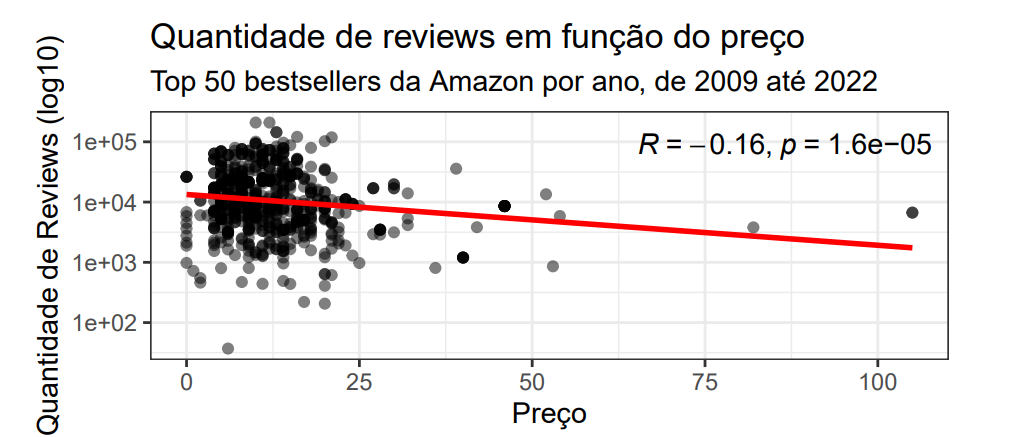 Quantidade de reviews em função do preço
Top 50 bestsellers da Amazon por ano, de 2009 até 2022
Quantidade de Reviews (log10)
1e+05
1e+04
1e+03
1e+02
R = −0.16, p = 1.6e−05
0 25 50 75 100
Preço